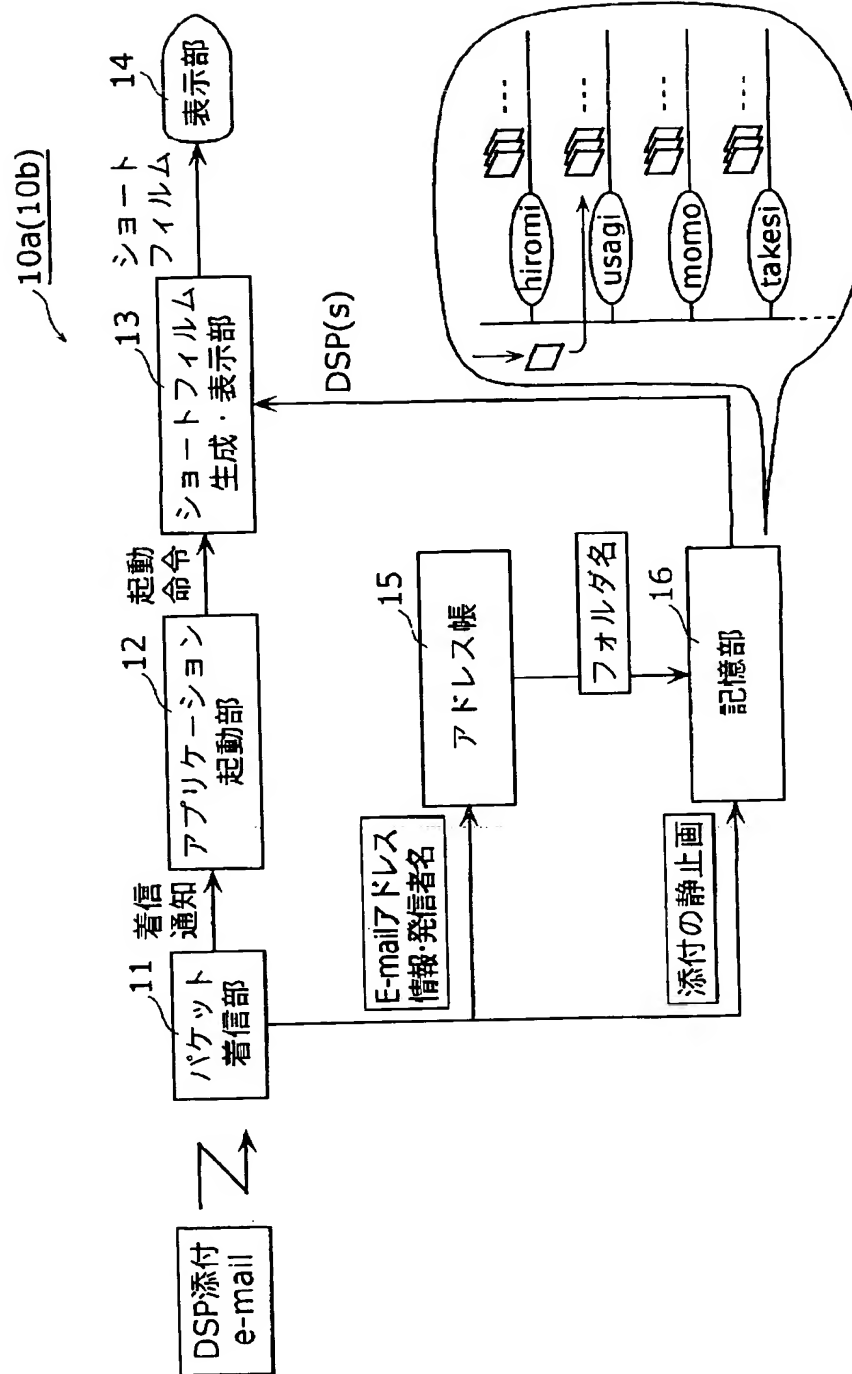 10a(10b)
DSP添付
e-mail
11
パケット
着信部
着信
通知
12
アプリケーション
起動部
起動
命令
13
ショートフィルム
生成・表示部
ショート
フィルム
14
表示部
DSP(s)
E-mailアドレス
情報・発信者名
15
アドレス帳
フォルダ名
添付の静止画
16
記憶部
hiromi
usagi
momo
takesi